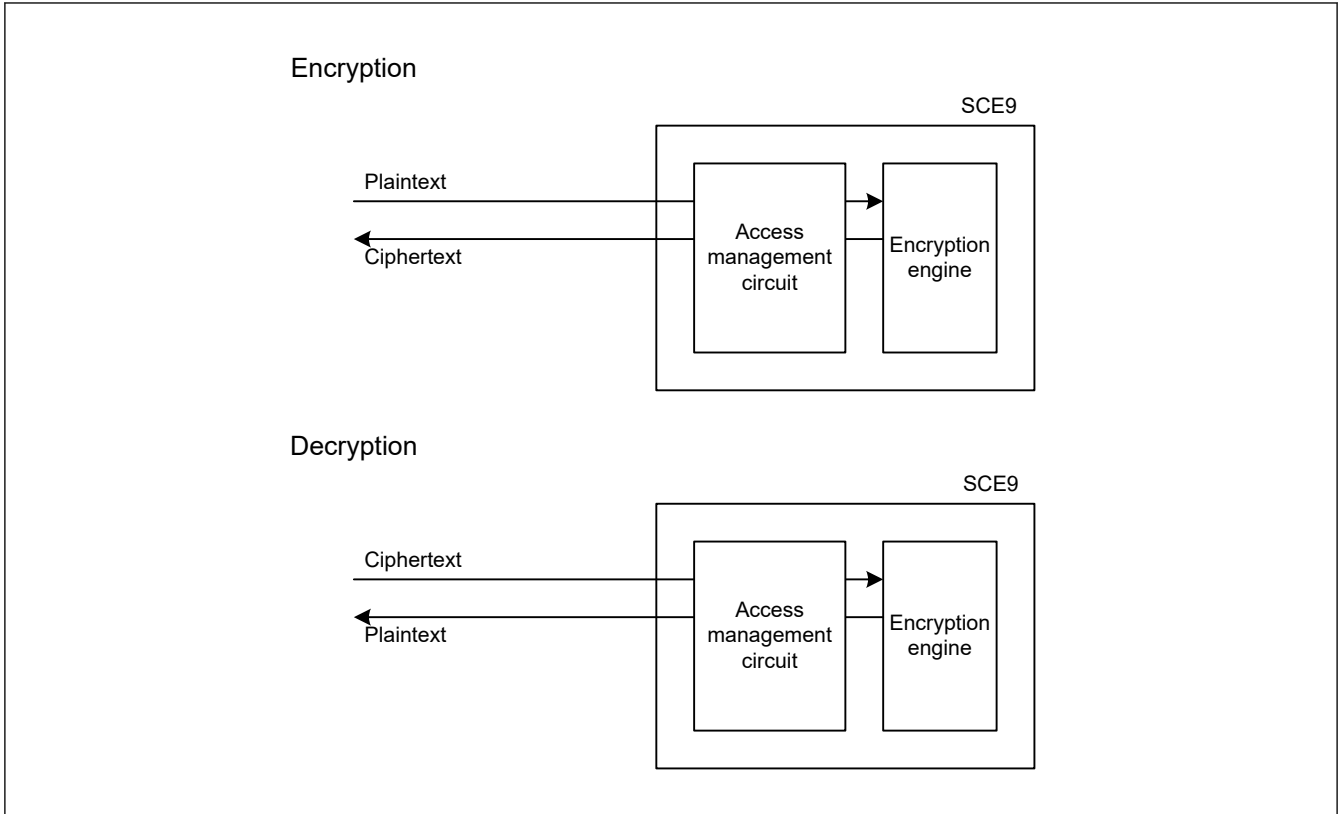 Encryption
SCE9
Plaintext
Ciphertext
Access
management
circuit
Encryption
engine
Decryption
SCE9
Ciphertext
Plaintext
Access
management
circuit
Encryption
engine